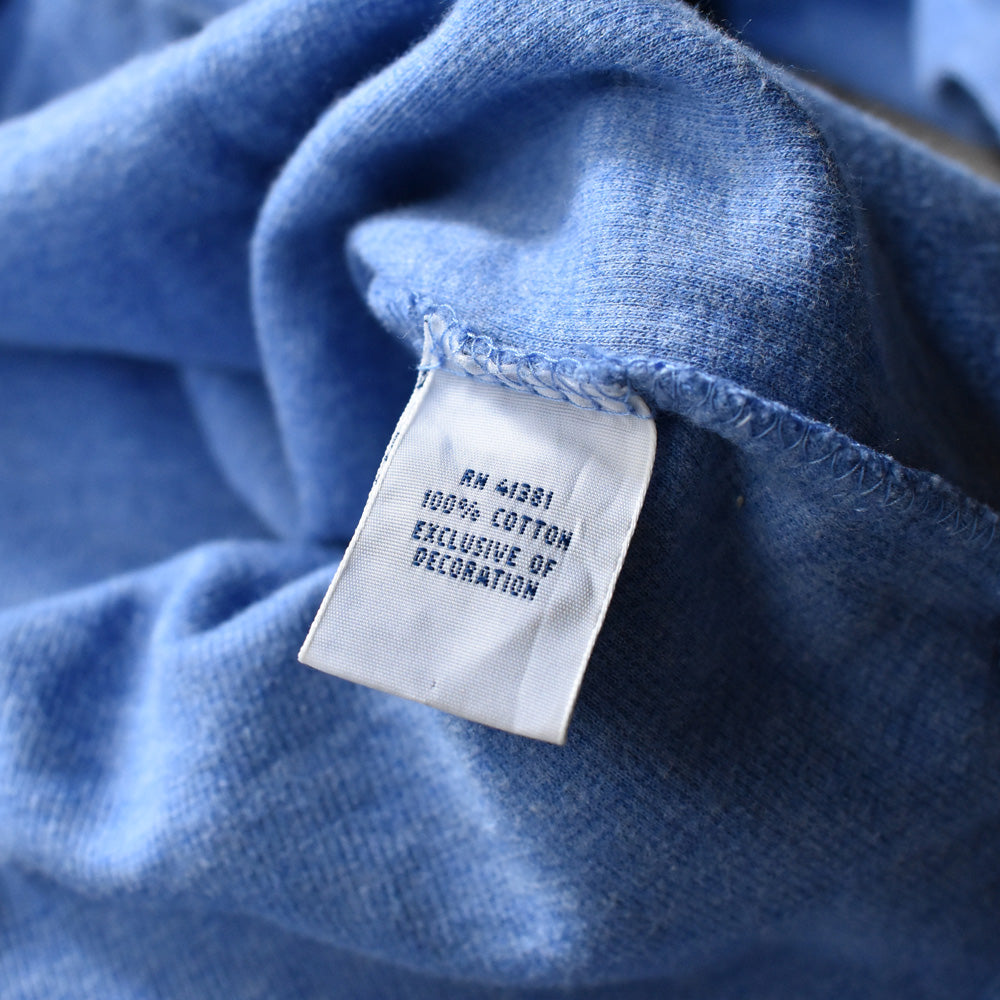 RN 41381
100% COTTON
EXCLUSIVE OF
DECORATION